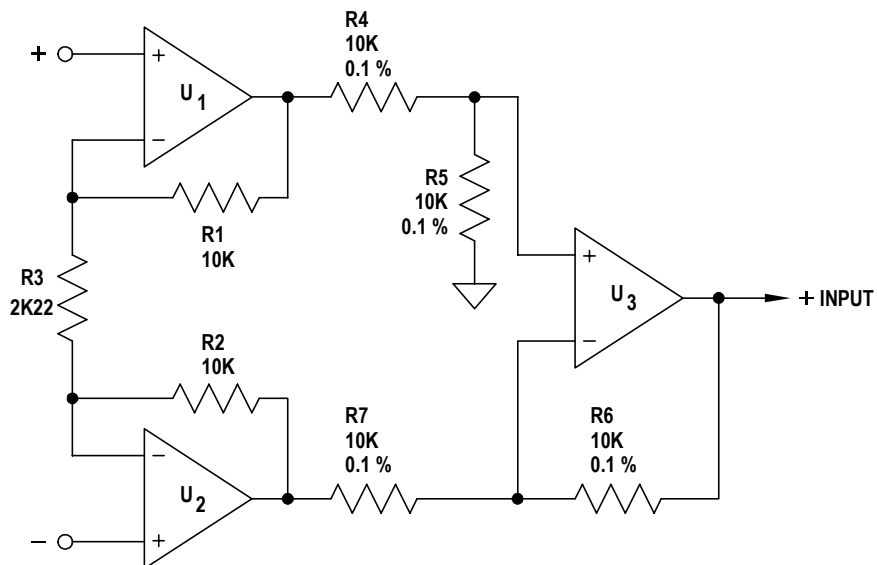 R4
10K
0.1 %
+
+
U1
−
R1
10K
R5
10K
0.1 %
R3
2K22
+
U3
−
+ INPUT
R2
10K
R7
10K
0.1 %
R6
10K
0.1 %
−
U2
−
+